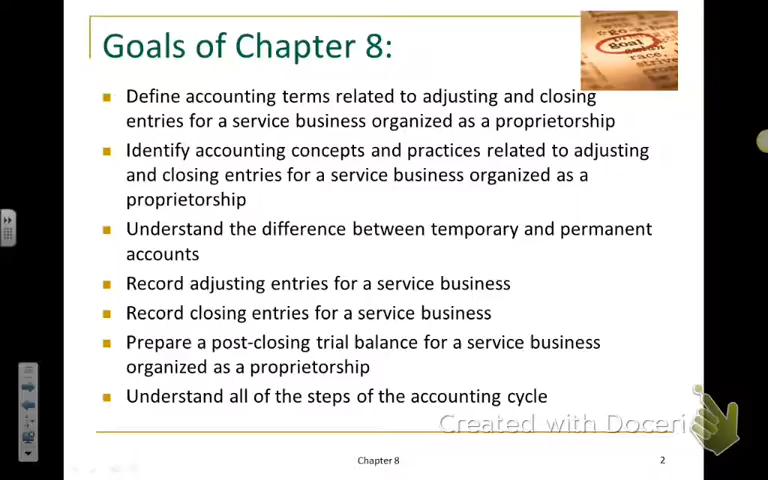 Goals of Chapter 8:
goal
race,
Define accounting terms related to adjusting and closing
entries for a service business organized as a proprietorship
Identify accounting concepts and practices related to adjusting
and closing entries for a service business organized as a
proprietorship
Understand the difference between temporary and permanent
accounts
Record adjusting entries for a service business
Record closing entries for a service business
Prepare a post-closing trial balance for a service business
organized as a proprietorship
Understand all of the steps of the accounting cycle
Created with Doceri
Chapter 8
2